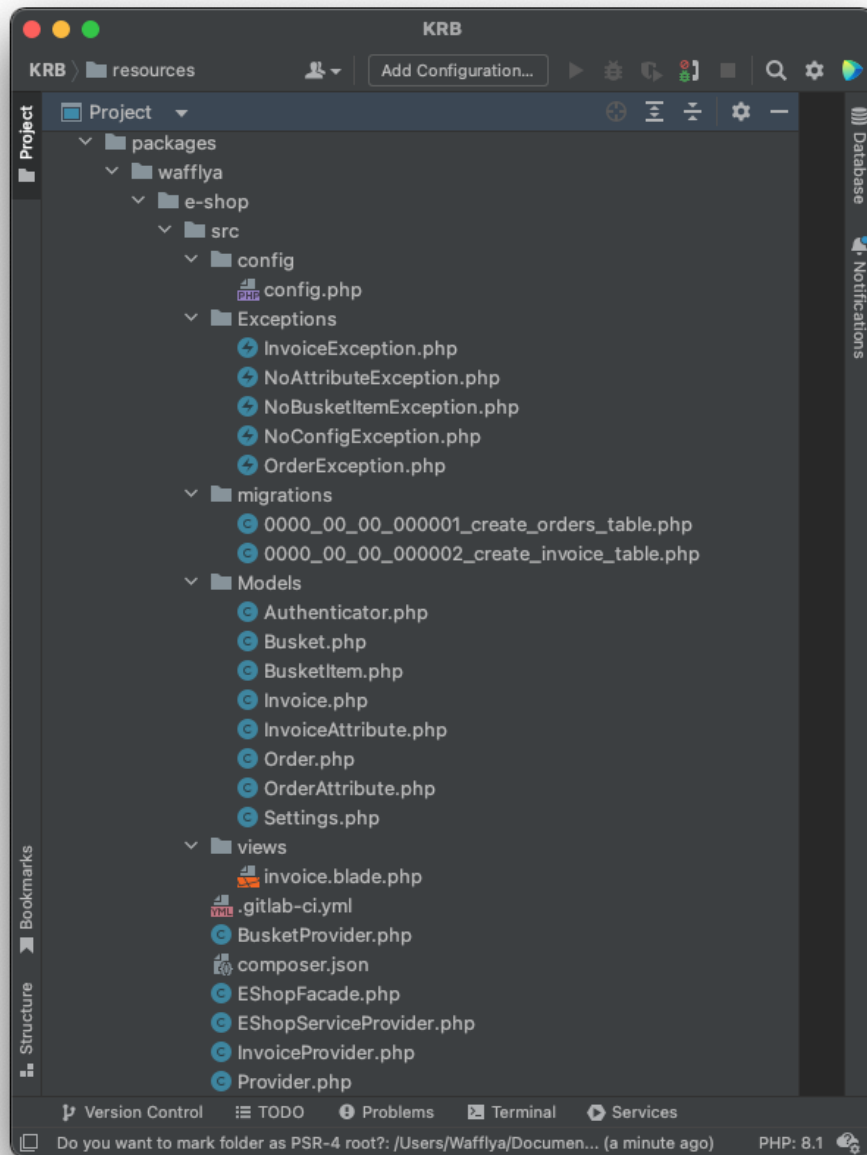 KRB
KRB
resources
Add Configuration...
Project
Project
packages
wafflya
e-shop
src
config
PHP
config.php
Exceptions
InvoiceException.php
NoAttributeException.php
NoBusketItemException.php
NoConfigException.php
OrderException.php
migrations
C 0000_00_00_000001_create_orders_table.php
C 0000_00_00_000002_create_invoice_table.php
Models
C Authenticator.php
C Busket.php
C BusketItem.php
C Invoice.php
C InvoiceAttribute.php
C Order.php
C OrderAttribute.php
C Settings.php
views
invoice.blade.php
YML .gitlab-ci.yml
C BusketProvider.php
composer.json
C EShopFacade.php
C EShopServiceProvider.php
C InvoiceProvider.php
C Provider.php
Bookmarks
Structure
Database
Notifications
Version Control TODO Problems Terminal Services
Do you want to mark folder as PSR-4 root?: /Users/Wafflya/Documen... (a minute ago) PHP: 8.1